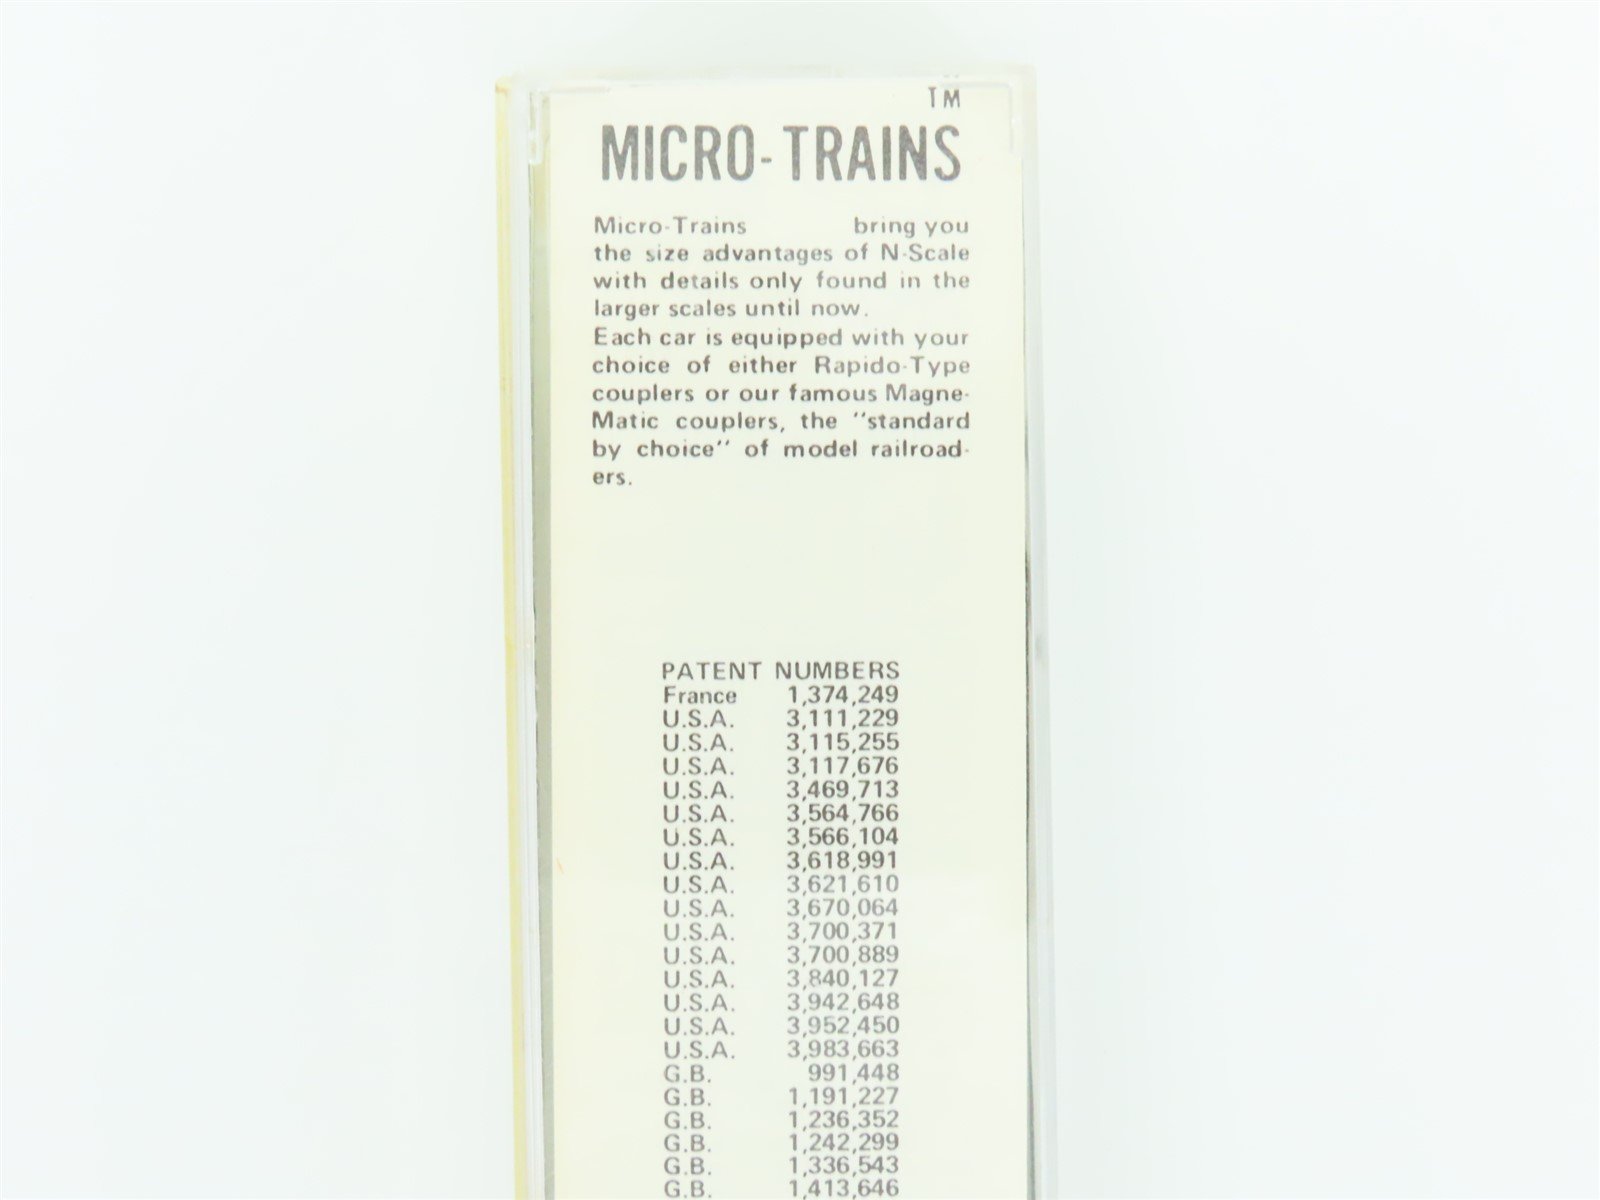 TM
MICRO-TRAINS
Micro-Trains bring you
the size advantages of N-Scale
with details only found in the
larger scales until now.
Each car is equipped with your
choice of either Rapido-Type
couplers or our famous Magne-
Matic couplers, the "standard
by choice" of model railroad-
ers.
PATENT NUMBERS
France 1,374,249
U.S.A. 3,111,229
U.S.A. 3,115,255
U.S.A. 3,117,676
U.S.A. 3,469,713
U.S.A. 3,564,766
U.S.A. 3,566,104
U.S.A. 3,618,991
U.S.A. 3,621,610
U.S.A. 3,670,064
U.S.A. 3,700,371
U.S.A. 3,700,889
U.S.A. 3,840,127
U.S.A. 3,942,648
U.S.A. 3,952,450
U.S.A. 3,983,663
G.B. 991,448
G.B. 1,191,227
G.B. 1,236,352
G.B. 1,242,299
G.B. 1,336,543
G.B. 1,413,646